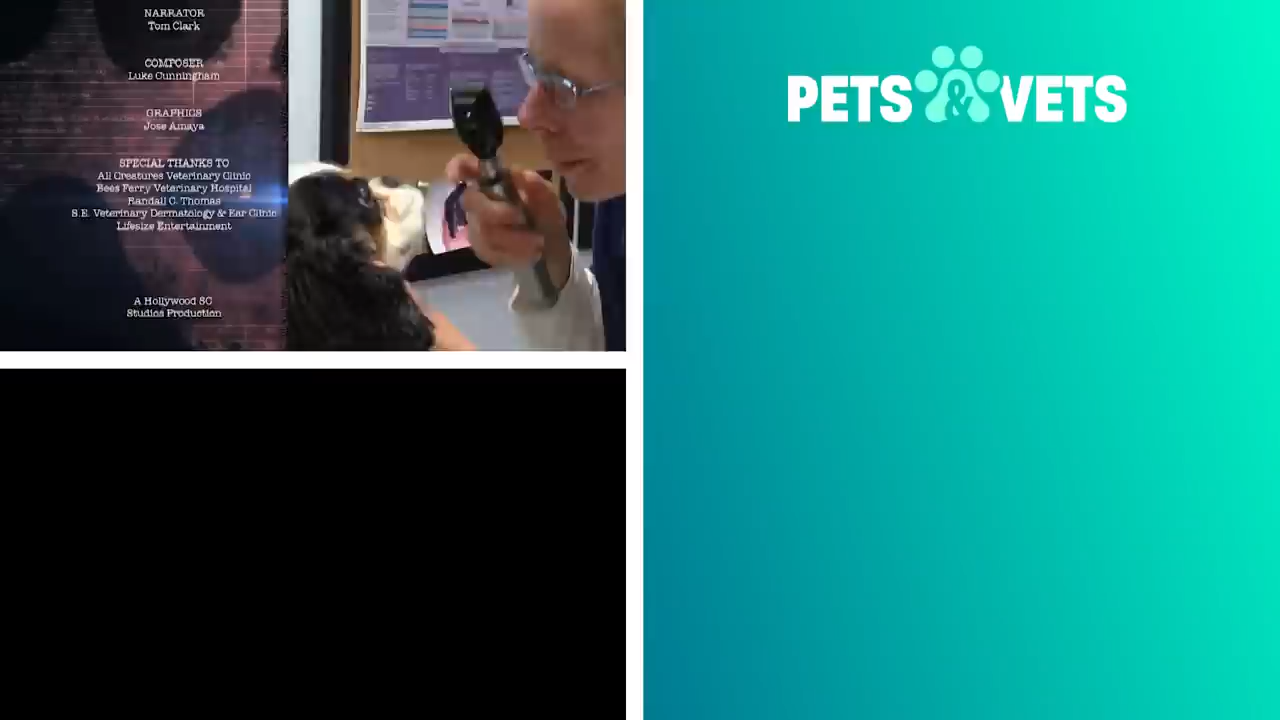 NARRATOR
Tom Clark
COMPOSER
Luke Cunningham
GRAPHICS
Jose Amaya
SPECIAL THANKS TO
All Creatures Veterinary Clinic
Bees Ferry Veterinary Hospital
Randall C. Thomas
S.E. Veterinary Dermatology & Ear Clinic
Lifesize Entertainment
A Hollywood SC
Studios Production
PETS & VETS